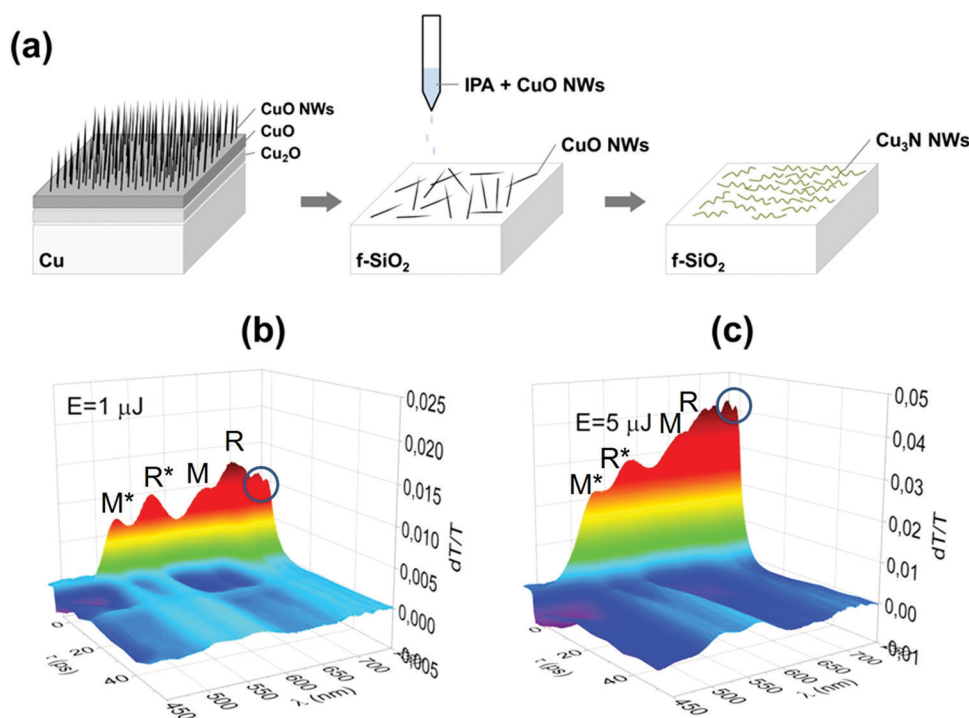 (a)
IPA + CuO NWs
CuO NWs
CuO
Cu₂O
Cu
CuO NWs
f-SiO₂
Cu₃N NWs
f-SiO₂
(b)
E=1 μJ
M*
R*
M
R
0,025
0,020
0,015
0,010
0,005
0,000
-0,005
dT/T
0
20
40
τ (ps)
450
500
550
600
650
700
λ (nm)
(c)
E=5 μJ
M*
R*
M
R
0,05
0,04
0,03
0,02
0,01
0,00
-0,01
dT/T
0
20
40
τ (ps)
450
500
550
600
650
700
λ (nm)